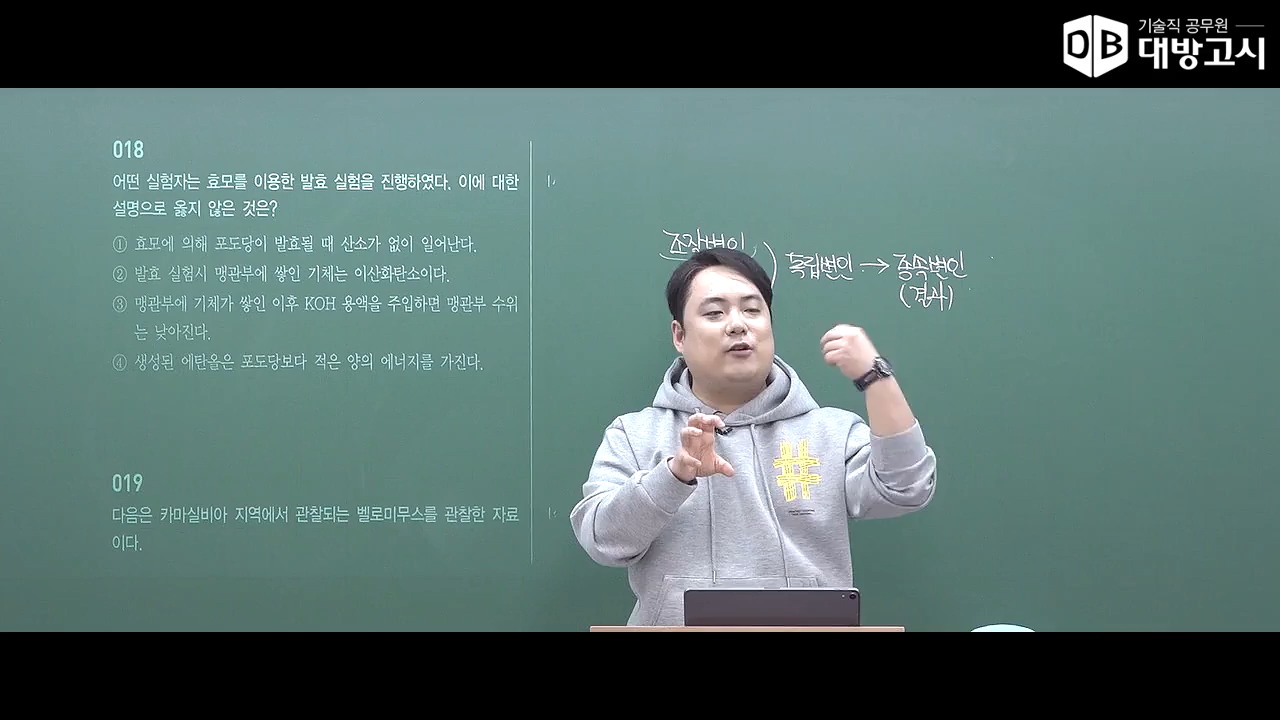 기술직 공무원
DB 대방고시
018
어떤 실험자는 효모를 이용한 발효 실험을 진행하였다. 이에 대한
설명으로 옳지 않은 것은?
① 효모에 의해 포도당이 발효될 때 산소가 없이 일어난다.
② 발효 실험시 맹관부에 쌓인 기체는 이산화탄소이다.
③ 맹관부에 기체가 쌓인 이후 KOH 용액을 주입하면 맹관부 수위
는 낮아진다.
④ 생성된 에탄올은 포도당보다 적은 양의 에너지를 가진다.
019
다음은 카마실비아 지역에서 관찰되는 벨로미무스를 관찰한 자료
이다.
조작변인
독립변인 → 종속변인
(결과)
#